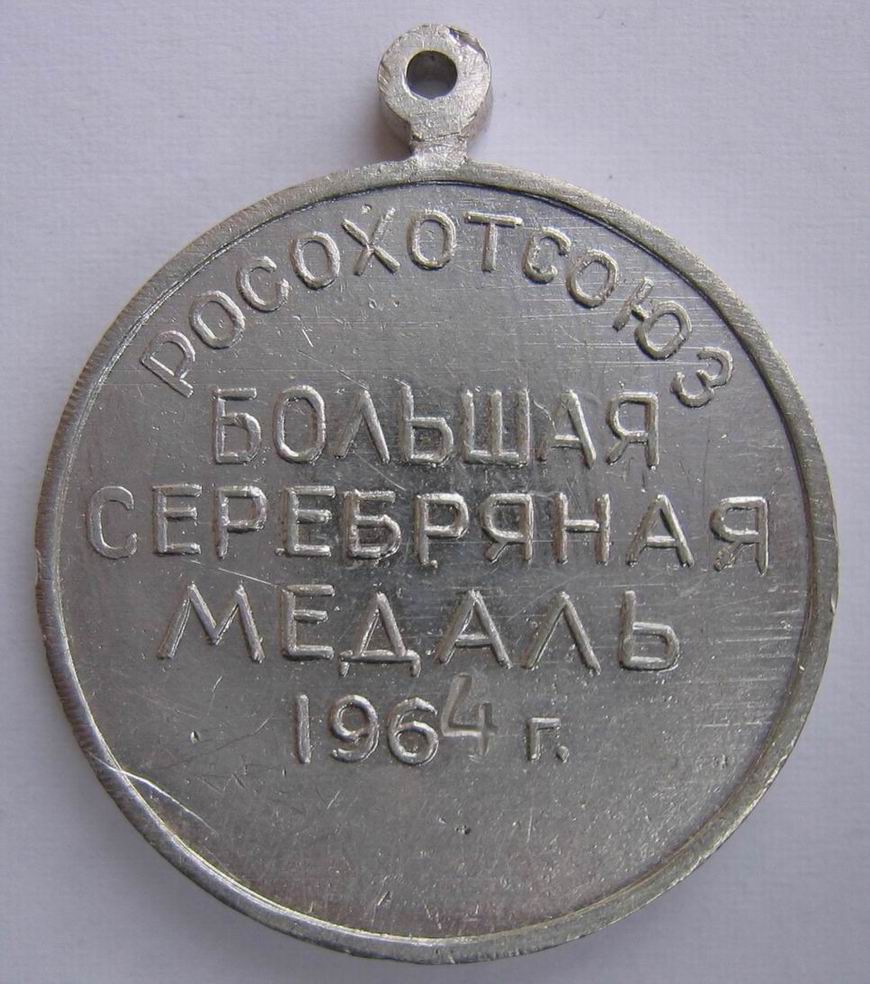 РОСОХОТСОЮЗ
БОЛЬШАЯ
СЕРЕБРЯНАЯ
МЕДАЛЬ
1964 г.